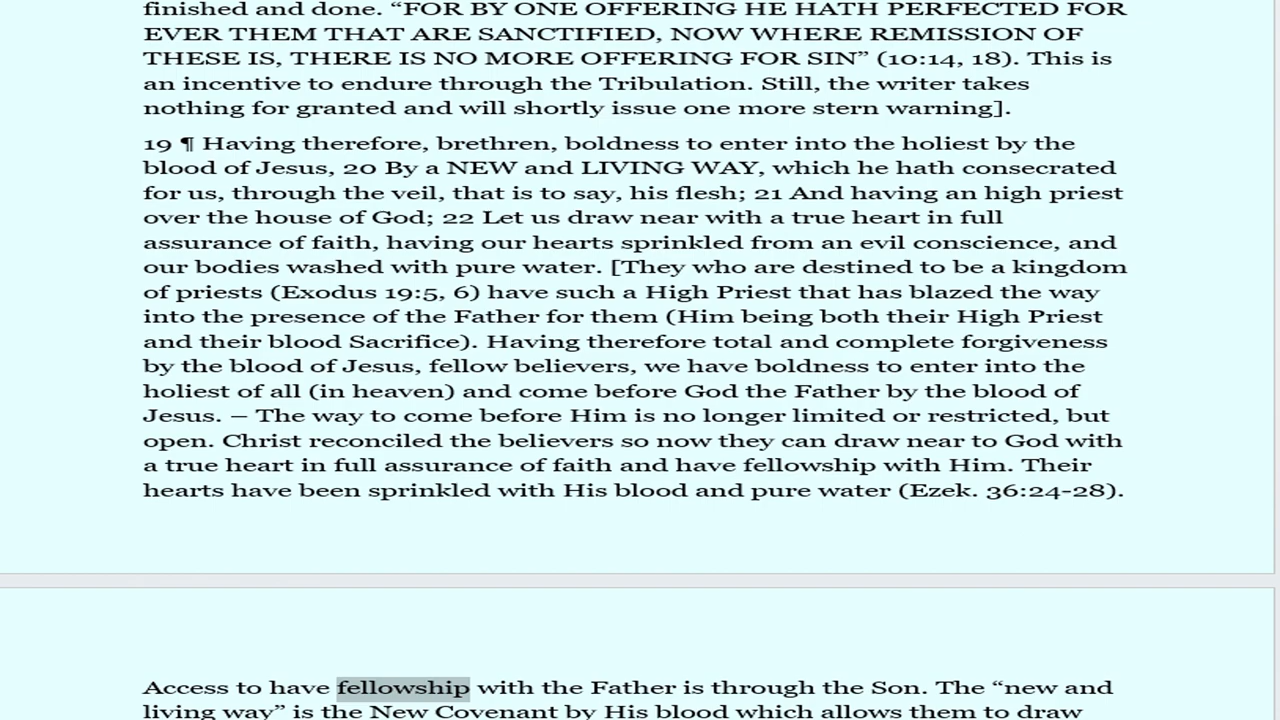 finished and done. “FOR BY ONE OFFERING HE HATH PERFECTED FOR
EVER THEM THAT ARE SANCTIFIED, NOW WHERE REMISSION OF
THESE IS, THERE IS NO MORE OFFERING FOR SIN” (10:14, 18). This is
an incentive to endure through the Tribulation. Still, the writer takes
nothing for granted and will shortly issue one more stern warning].
19 ¶ Having therefore, brethren, boldness to enter into the holiest by the
blood of Jesus, 20 By a NEW and LIVING WAY, which he hath consecrated
for us, through the veil, that is to say, his flesh; 21 And having an high priest
over the house of God; 22 Let us draw near with a true heart in full
assurance of faith, having our hearts sprinkled from an evil conscience, and
our bodies washed with pure water. [They who are destined to be a kingdom
of priests (Exodus 19:5, 6) have such a High Priest that has blazed the way
into the presence of the Father for them (Him being both their High Priest
and their blood Sacrifice). Having therefore total and complete forgiveness
by the blood of Jesus, fellow believers, we have boldness to enter into the
holiest of all (in heaven) and come before God the Father by the blood of
Jesus. – The way to come before Him is no longer limited or restricted, but
open. Christ reconciled the believers so now they can draw near to God with
a true heart in full assurance of faith and have fellowship with Him. Their
hearts have been sprinkled with His blood and pure water (Ezek. 36:24-28).
Access to have fellowship with the Father is through the Son. The “new and
living way” is the New Covenant by His blood which allows them to draw